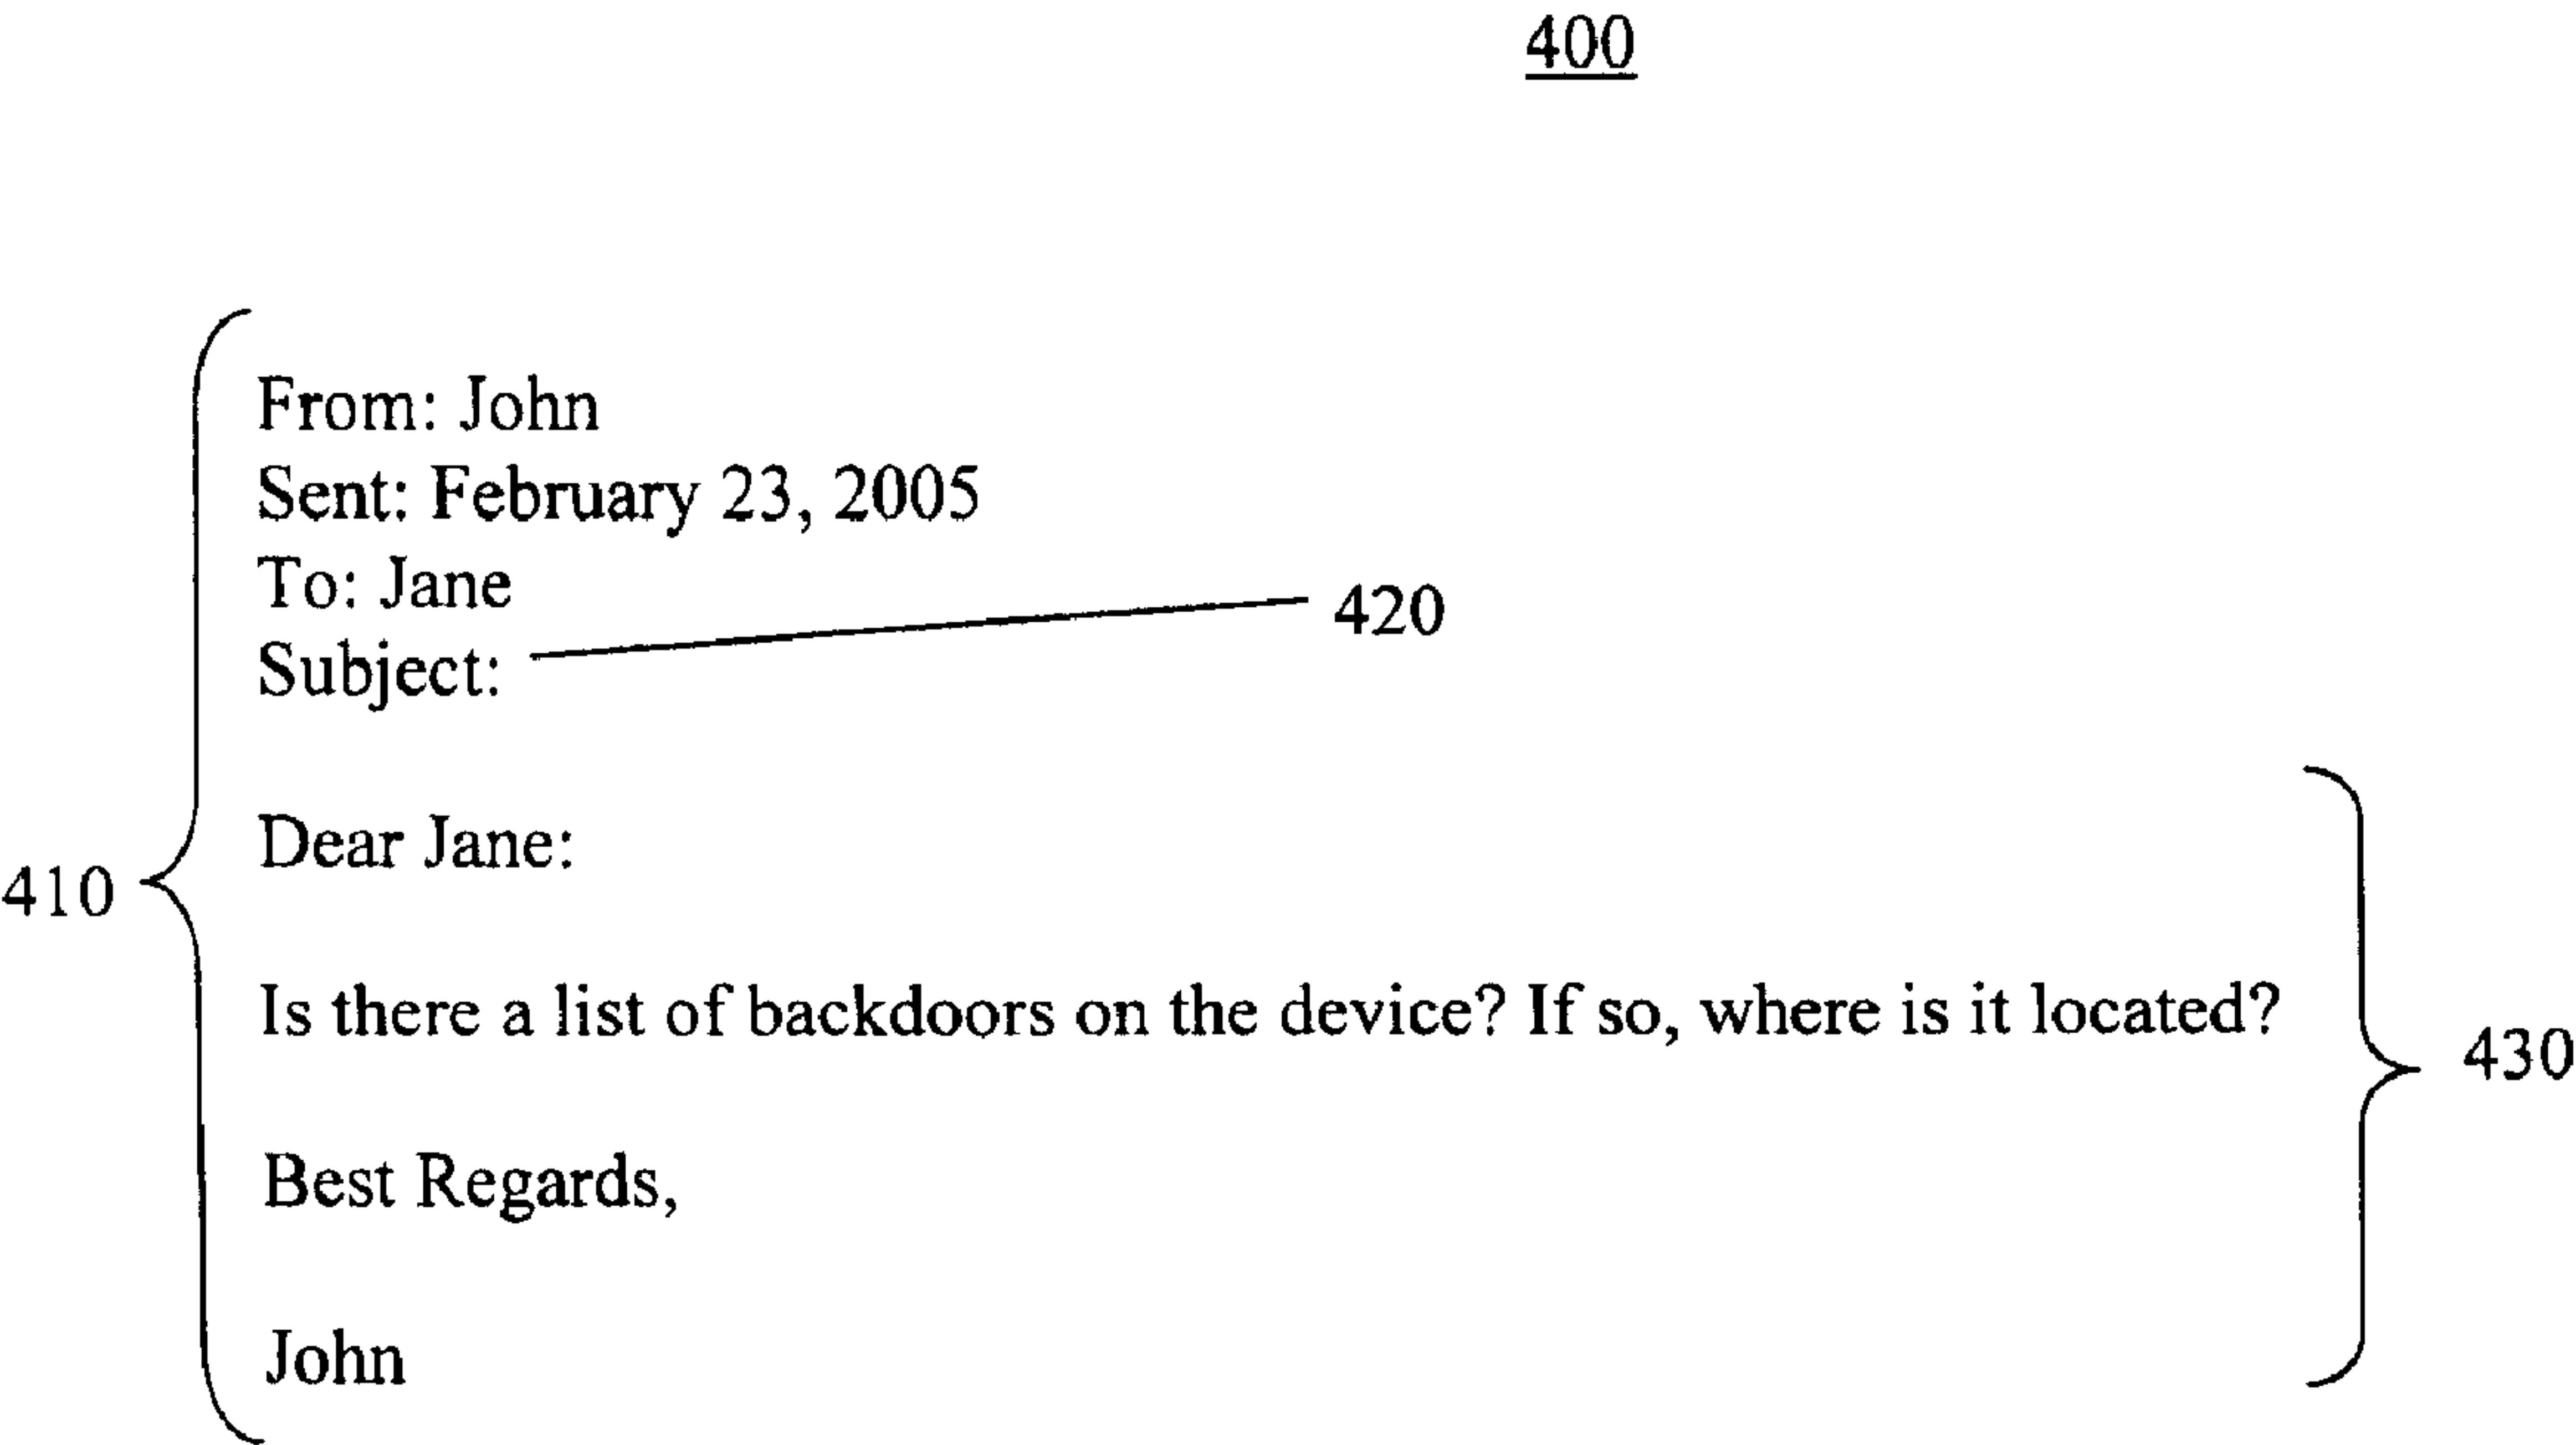 400
From: John
Sent: February 23, 2005
To: Jane
420
Subject:
Dear Jane:
410
Is there a list of backdoors on the device? If so, where is it located?
430
Best Regards,
John